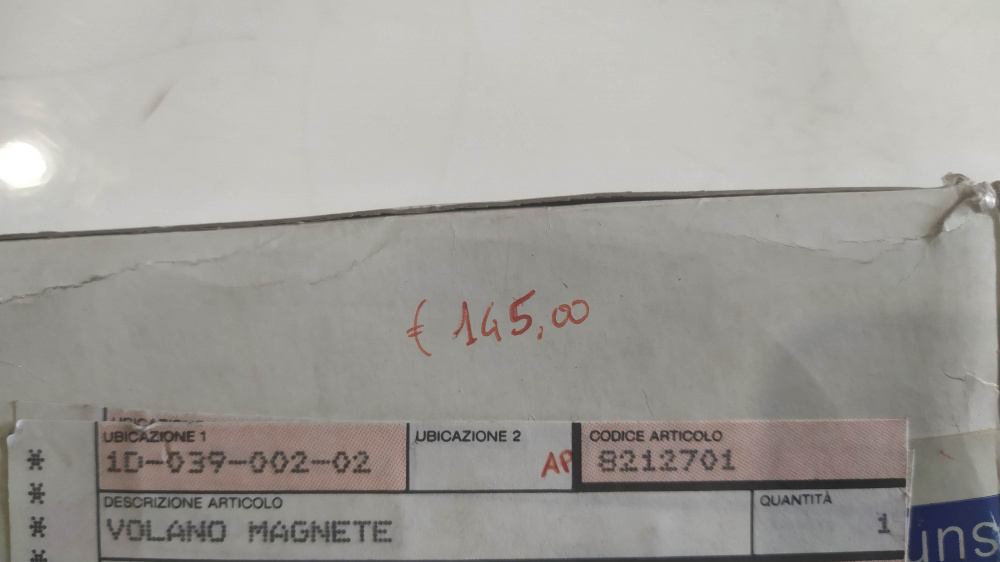 € 145,00
UBICAZIONE 1
UBICAZIONE 2
CODICE ARTICOLO
1D-039-002-02
AP
8212701
DESCRIZIONE ARTICOLO
QUANTITÀ
VOLANO MAGNETE
1
uns